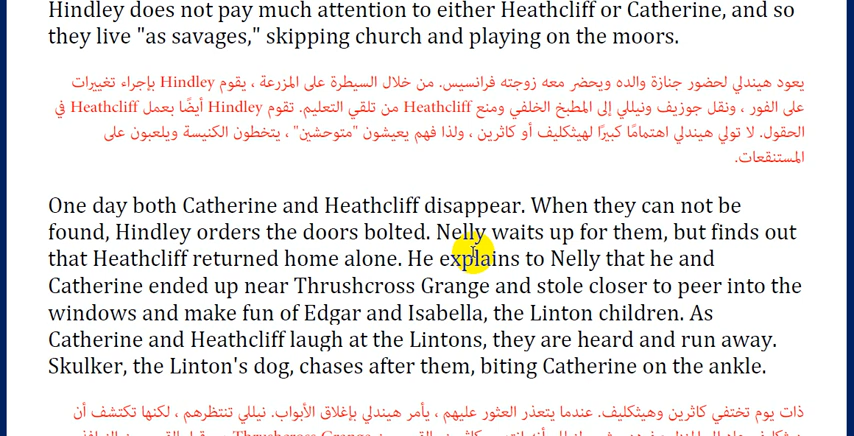 Hindley does not pay much attention to either Heathcliff or Catherine, and so
they live "as savages," skipping church and playing on the moors.
يعود هيندلي لحضور جنازة والده ويحضر معه زوجته فرانسيس. من خلال السيطرة على المزرعة ، يقوم Hindley بإجراء تغييرات
على الفور ، ونقل جوزيف ونيللي إلى المطبخ الخلفي ومنع Heathcliff من تلقي التعليم. تقوم Hindley أيضًا بعمل Heathcliff في
الحقول. لا تولي هيندلي اهتمامًا كبيرًا لهيثكليف أو كاثرين ، ولذا فهم يعيشون "متوحشين" ، يتخطون الكنيسة ويلعبون على
المستنقعات.
One day both Catherine and Heathcliff disappear. When they can not be
found, Hindley orders the doors bolted. Nelly waits up for them, but finds out
that Heathcliff returned home alone. He explains to Nelly that he and
Catherine ended up near Thrushcross Grange and stole closer to peer into the
windows and make fun of Edgar and Isabella, the Linton children. As
Catherine and Heathcliff laugh at the Lintons, they are heard and run away.
Skulker, the Linton's dog, chases after them, biting Catherine on the ankle.
ذات يوم تختفي كاثرين وهيثكليف. عندما يتعذر العثور عليهم ، يأمر هيندلي بإغلاق الأبواب. نيللي تنتظرهم ، لكنها تكتشف أن